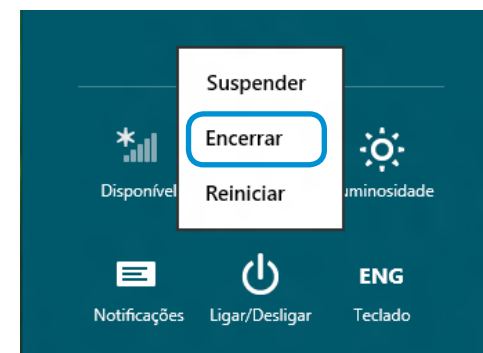 Suspender
Encerrar
Reiniciar
Disponível
uminosidade
ENG
Notificações
Ligar/Desligar
Teclado